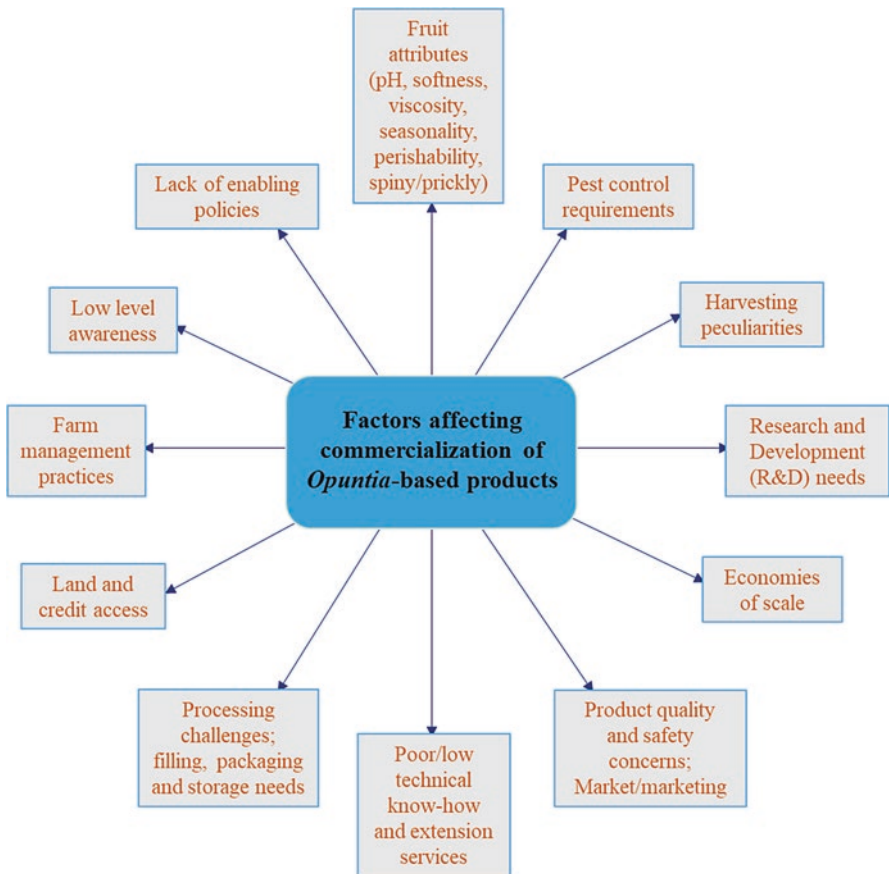 Fruit
attributes
(pH, softness,
viscosity,
seasonality,
perishability,
spiny/prickly)
Lack of enabling
policies
Pest control
requirements
Low level
awareness
Harvesting
peculiarities
Factors affecting
commercialization of
Opuntia-based products
Farm
management
practices
Research and
Development
(R&D) needs
Land and
credit access
Economies
of scale
Processing
challenges;
filling, packaging
and storage needs
Poor/low
technical
know-how
and extension
services
Product quality
and safety
concerns;
Market/marketing